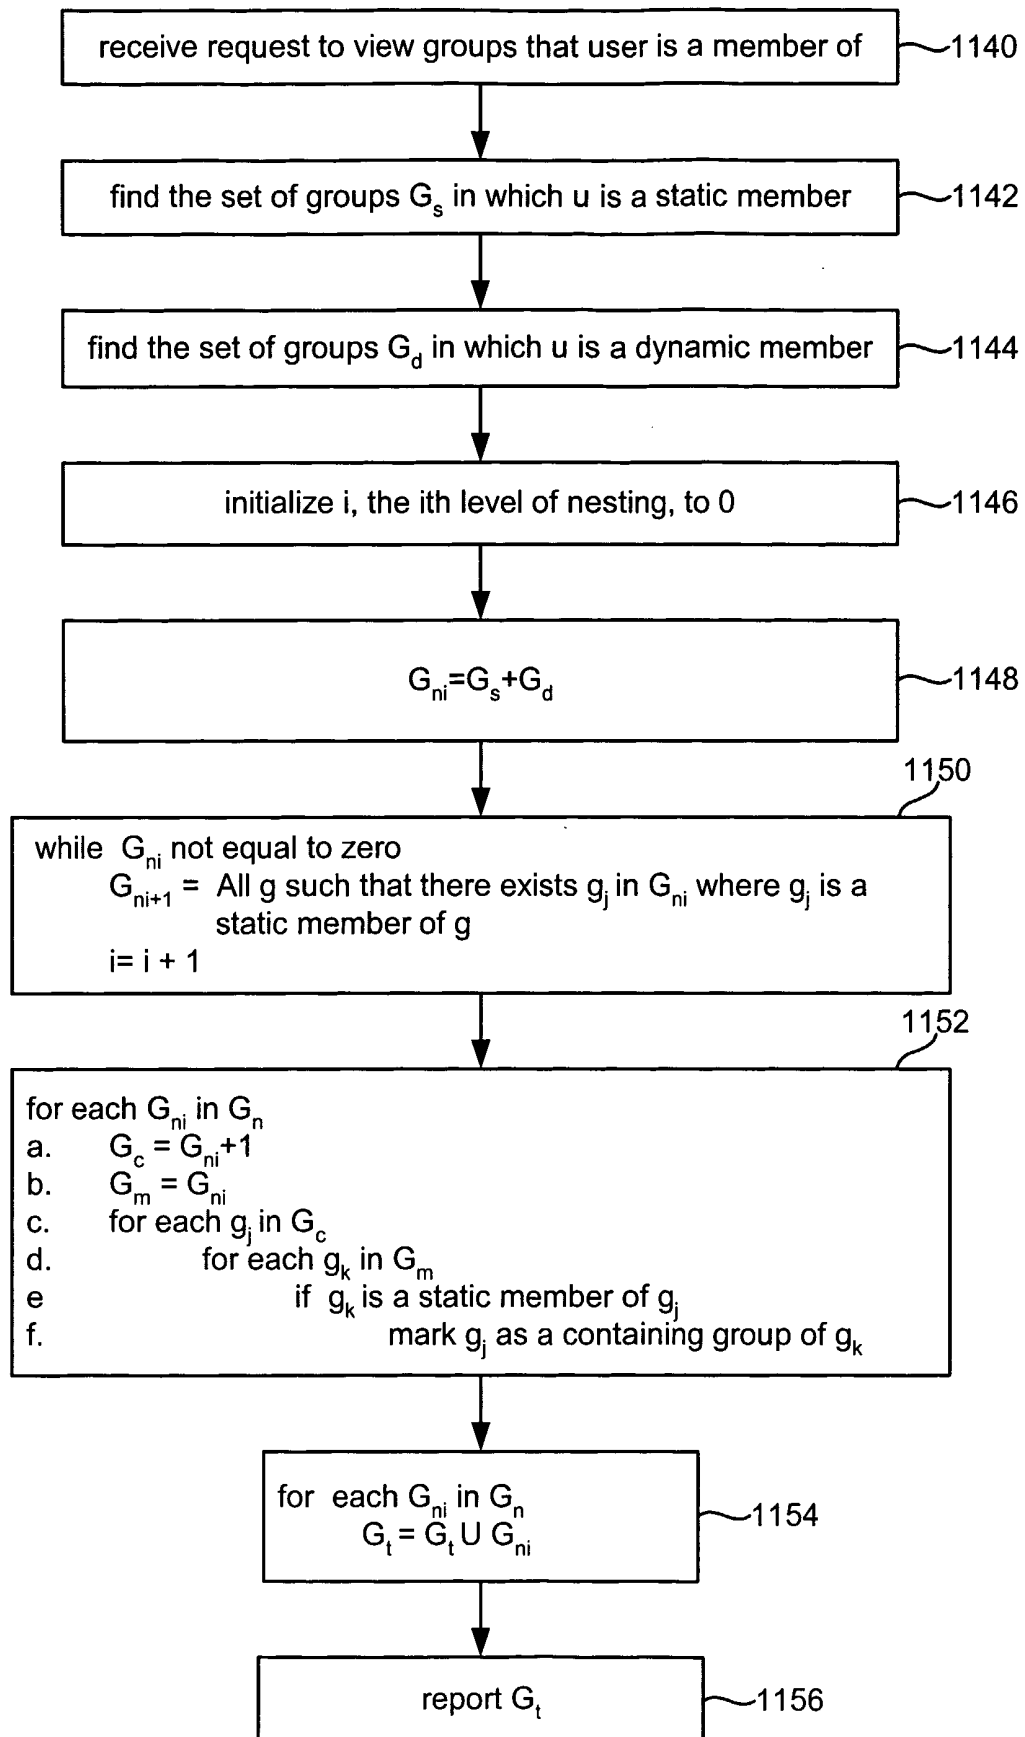 receive request to view groups that user is a member of 1140
find the set of groups Gs in which u is a static member 1142
find the set of groups Gd in which u is a dynamic member 1144
initialize i, the ith level of nesting, to 0 1146
Gni=Gs+Gd 1148
1150
while Gni not equal to zero
Gni+1 = All g such that there exists gj in Gni where gj is a
static member of g
i= i + 1
1152
for each Gni in Gn
a. Gc = Gni+1
b. Gm = Gni
c. for each gj in Gc
d. for each gk in Gm
e if gk is a static member of gj
f. mark gj as a containing group of gk
for each Gni in Gn
Gt = Gt U Gni
1154
report Gt 1156